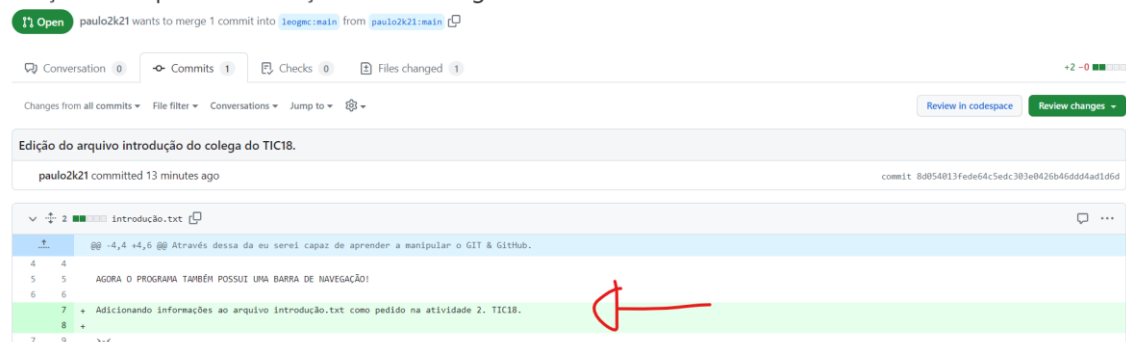 Open paulo2k21 wants to merge 1 commit into leogmc:main from paulo2k21:main
Conversation 0 Commits 1 Checks 0 Files changed 1 +2 −0
Changes from all commits File filter Conversations Jump to Review in codespace Review changes
Edição do arquivo introdução do colega do TIC18.
paulo2k21 committed 13 minutes ago commit 8d054013fede64c5edc303e0426b46ddd4ad1d6d
2 introdução.txt
@@ -4,4 +4,6 @@ Através dessa da eu serei capaz de aprender a manipular o GIT & GitHub.
4 4
5 5 AGORA O PROGRAMA TAMBÉM POSSUI UMA BARRA DE NAVEGAÇÃO!
6 6
7 + Adicionando informações ao arquivo introdução.txt como pedido na atividade 2. TIC18.
8 +
7 9